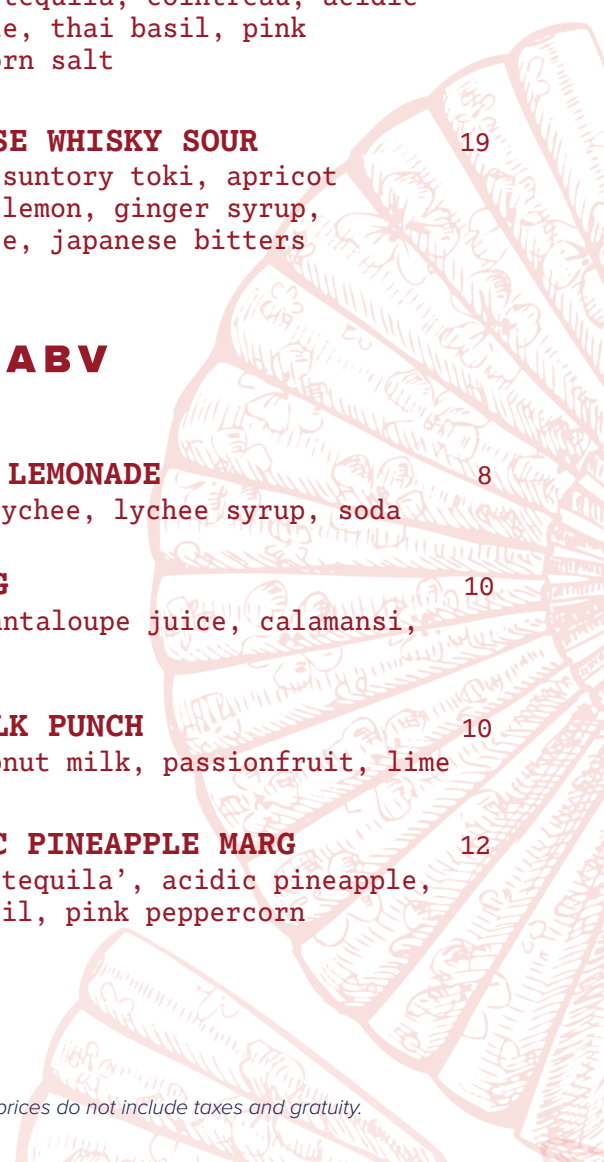 tequila, cointreau, acidic
e, thai basil, pink
rn salt
SE WHISKY SOUR 19
suntory toki, apricot
lemon, ginger syrup,
e, japanese bitters
ABV
LEMONADE 8
ychee, lychee syrup, soda
G 10
antaloupe juice, calamansi,
LK PUNCH 10
onut milk, passionfruit, lime
C PINEAPPLE MARG 12
tequila’, acidic pineapple,
il, pink peppercorn
prices do not include taxes and gratuity.